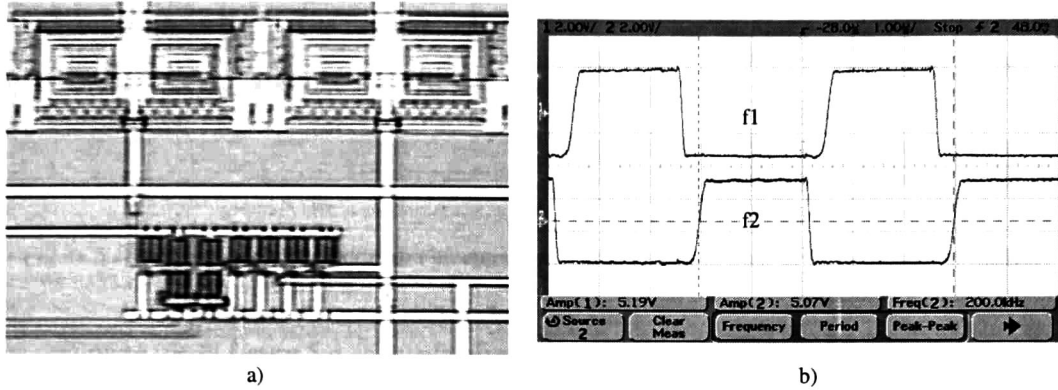 1 2.00V/ 2 2.00V/ -28.0 1.00 / Stop 2 48.0
f1
f2
Amp(1): 5.19V Amp(2): 5.07V Freq(2): 200.0kHz
Source 2 Clear Meas Frequency Period Peak-Peak
a) b)